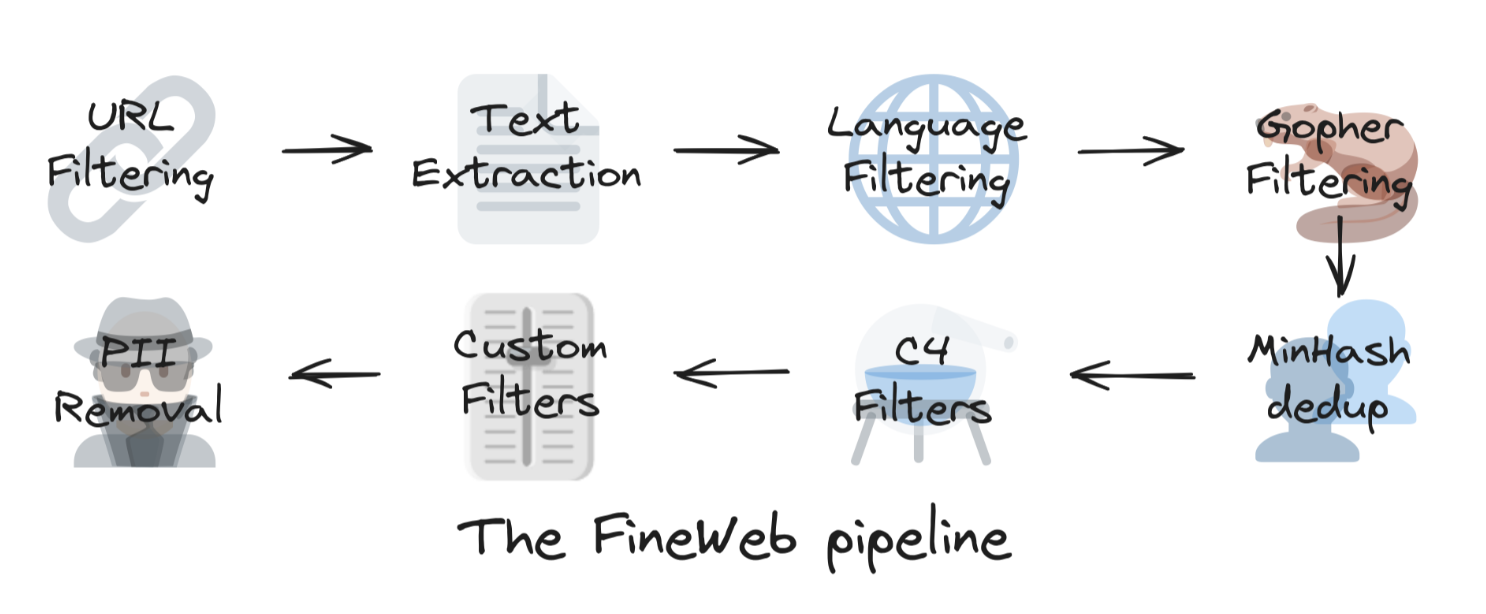 URL
Filtering
Text
Extraction
Language
Filtering
Gopher
Filtering
PII
Removal
Custom
Filters
C4
Filters
MinHash
dedup
The FineWeb pipeline